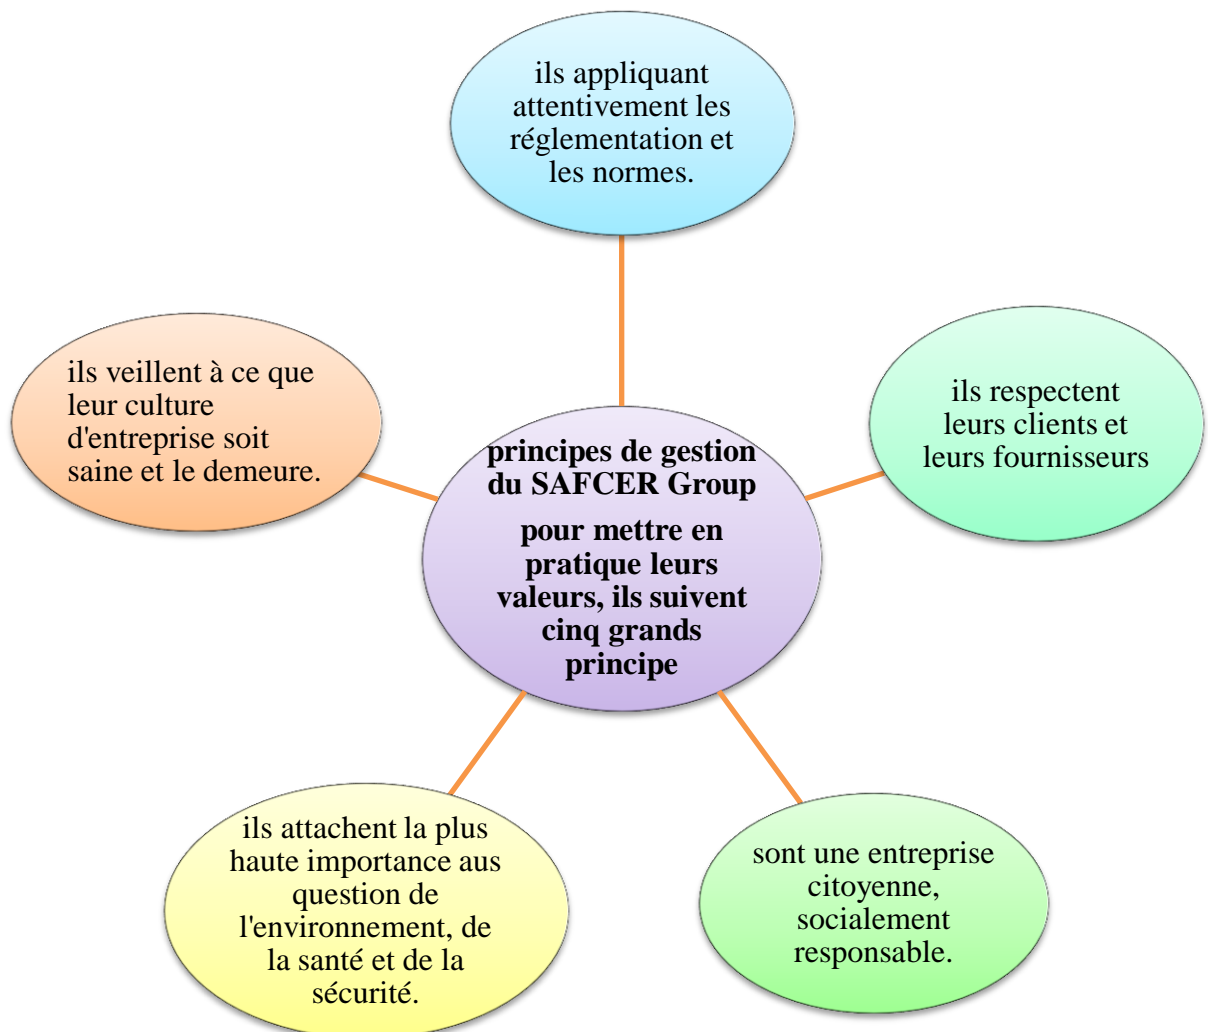 ils appliquant
attentivement les
réglementation et
les normes.
ils veillent à ce que
leur culture
d'entreprise soit
saine et le demeure.
ils respectent
leurs clients et
leurs fournisseurs
principes de gestion
du SAFCER Group
pour mettre en
pratique leurs
valeurs, ils suivent
cinq grands
principe
ils attachent la plus
haute importance aus
question de
l'environnement, de
la santé et de la
sécurité.
sont une entreprise
citoyenne,
socialement
responsable.